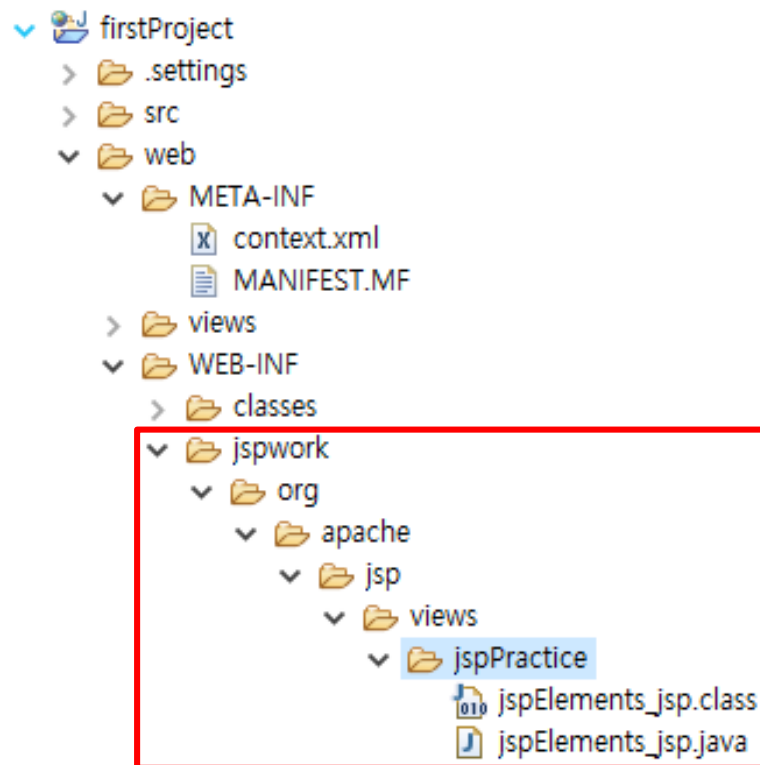 firstProject
.settings
src
web
META-INF
context.xml
MANIFEST.MF
views
WEB-INF
classes
jspwork
org
apache
jsp
views
jspPractice
jspElements_jsp.class
jspElements_jsp.java